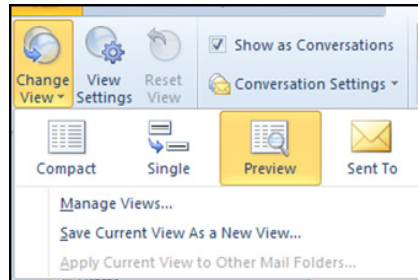 Change View
View Settings
Reset View
Show as Conversations
Conversation Settings
Compact
Single
Preview
Sent To
Manage Views...
Save Current View As a New View...
Apply Current View to Other Mail Folders...